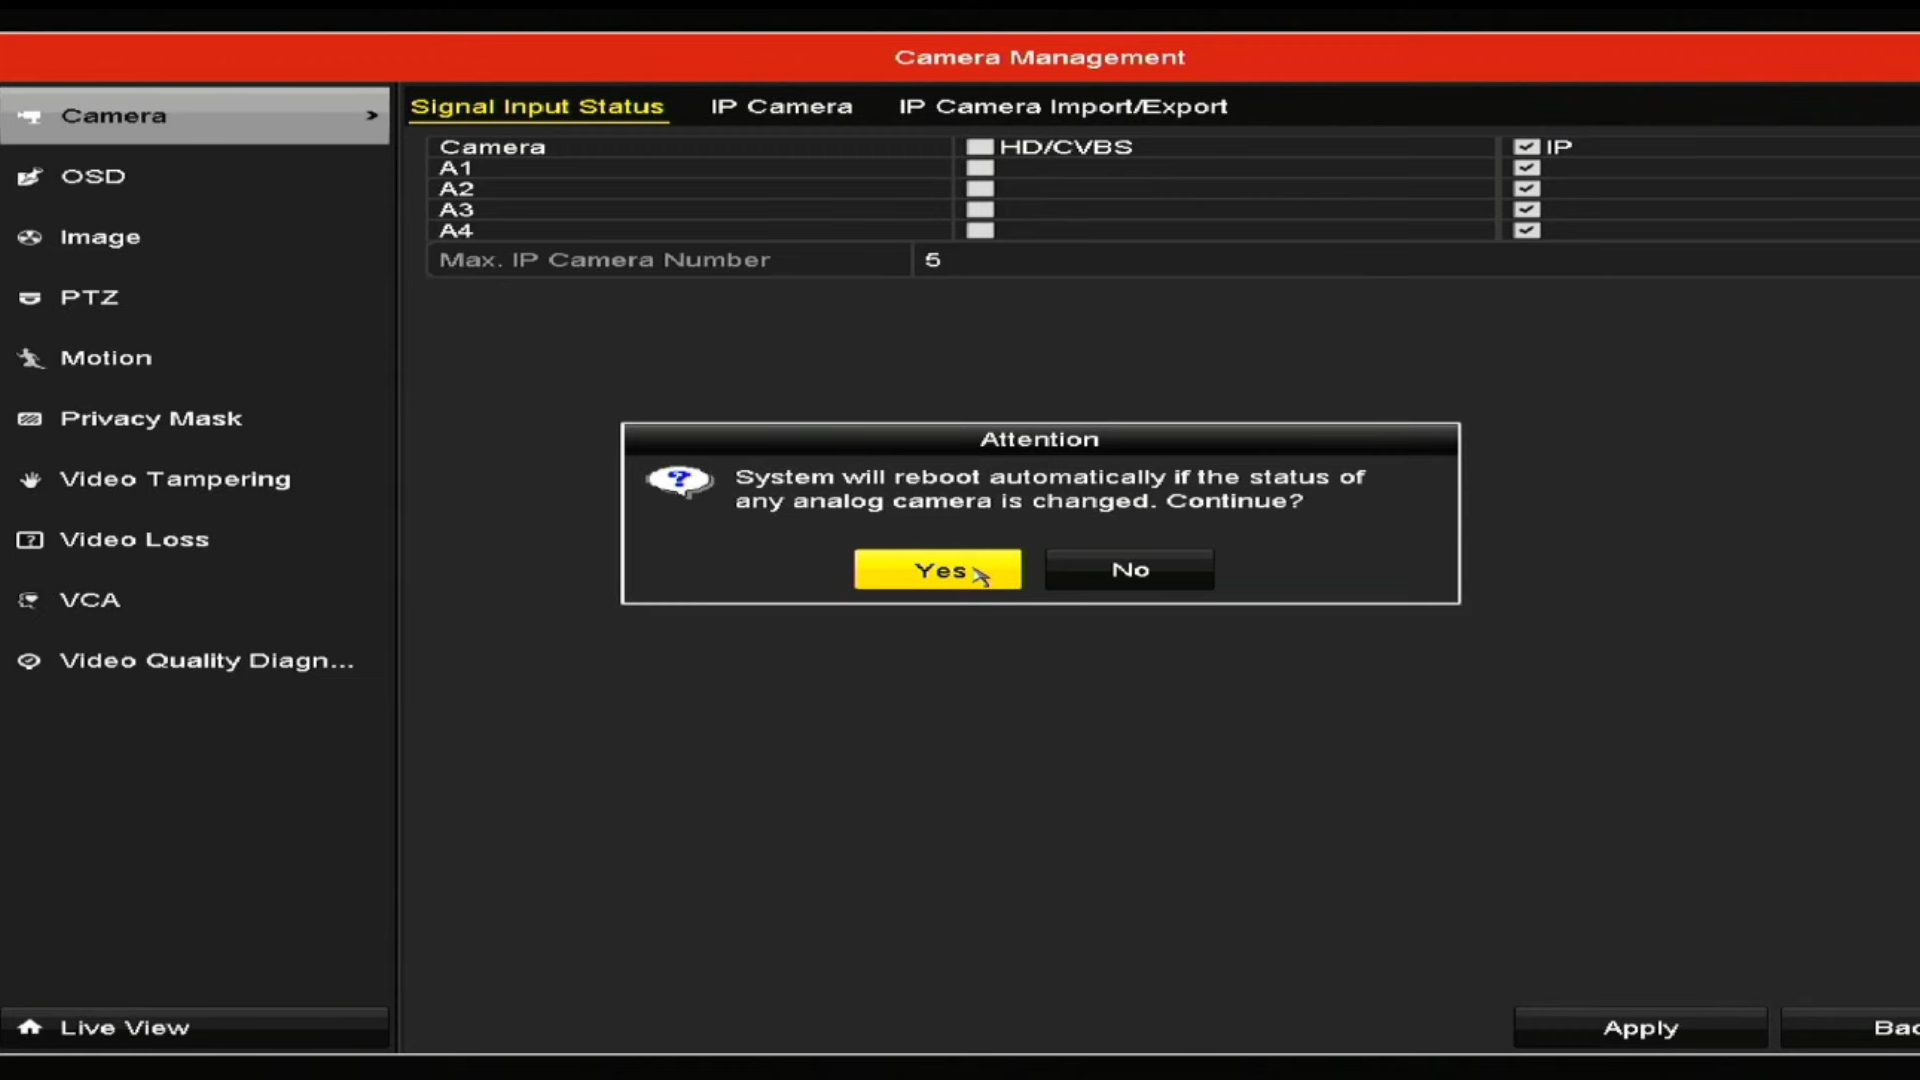 Camera Management
Camera
OSD
Image
PTZ
Motion
Privacy Mask
Video Tampering
Video Loss
VCA
Video Quality Diagn...
Live View
Signal Input Status IP Camera IP Camera Import/Export
Camera HD/CVBS IP
A1
A2
A3
A4
Max. IP Camera Number 5
Attention
System will reboot automatically if the status of
any analog camera is changed. Continue?
Yes No
Apply